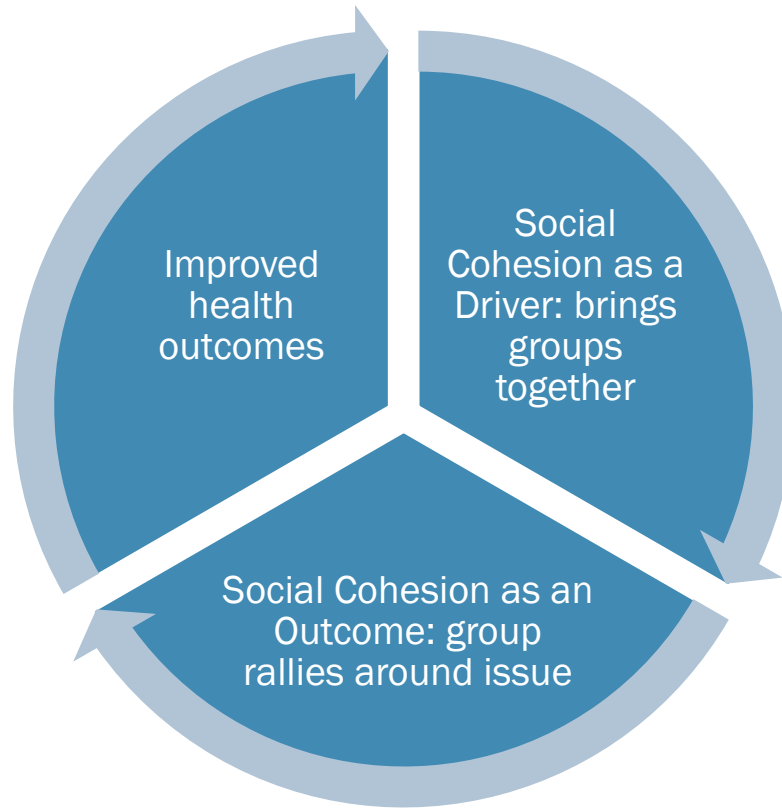 Improved
health
outcomes
Social
Cohesion as a
Driver: brings
groups
together
Social Cohesion as an
Outcome: group
rallies around issue